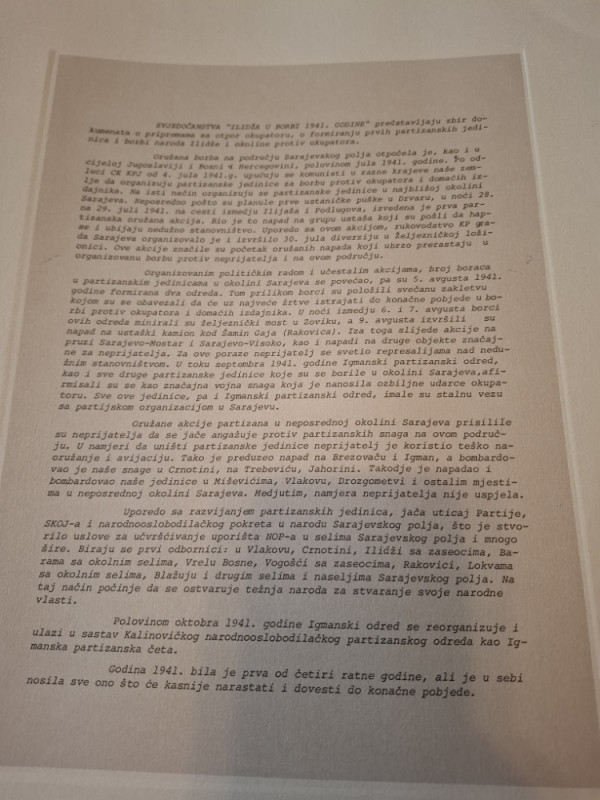 SVJEDOČANSTVA "ILIDŽA U BORBI 1941. GODINE" predstavljaju zbir do-
kumenata o pripremama za otpor okupatoru, o formiranju prvih partizanskih jedi-
nica i borbi naroda Ilidže i okoline protiv okupatora.
Oružana borba na području Sarajevskog polja otpočela je, kao i u
cijeloj Jugoslaviji i Bosni i Hercegovini, polovinom jula 1941. godine. Po od-
luci CK KPJ od 4. jula 1941.g. upućuju se komunisti u razne krajeve naše zem-
lje da organizuju partizanske jedinice za borbu protiv okupatora i domaćih iz-
dajnika. Na isti način organizuju se partizanske jedinice u najbližoj okolini
Sarajeva. Neposredno pošto su planule prve ustaničke puške u Drvaru, u noći 28.
na 29. juli 1941. na cesti izmedju Ilijaša i Podlugova, izvedena je prva par-
tizanska oružana akcija. Bio je to napad na grupu ustaša koji su pošli da hap-
se i ubijaju nedužno stanovništvo. Uporedo sa ovom akcijom, rukovodstvo KP gra-
da Sarajeva organizovalo je i izvršilo 30. jula diverziju u Željezničkoj loži-
onici. Ove akcije značile su početak oružanih napada koji ubrzo prerastaju u
organizovanu borbu protiv neprijatelja i na ovom području.
Organizovanim političkim radom i učestalim akcijama, broj boraca
u partizanskim jedinicama u okolini Sarajeva se povećao, pa su 5. avgusta 1941.
godine formirana dva odreda. Tom prilikom borci su položili svečanu zakletvu
kojom su se obavezali da će uz najveće žrtve istrajati do konačne pobjede u bo-
rbi protiv okupatora i domaćih izdajnika. U noći izmedju 6. i 7. avgusta borci
ovih odreda minirali su željeznički most u Zoviku, a 9. avgusta izvršili su
napad na ustaški kamion kod Šamin Gaja (Rakovica). Iza toga slijede akcije na
pruzi Sarajevo-Mostar i Sarajevo-Visoko, kao i napadi na druge objekte značaj-
ne za neprijatelja. Za ove poraze neprijatelj se svetio represalijama nad nedu-
žnim stanovništvom. U toku septembra 1941. godine Igmanski partizanski odred,
kao i sve druge partizanske jedinice koje su se borile u okolini Sarajeva,afi-
rmisali su se kao značajna vojna snaga koja je nanosila ozbiljne udarce okupa-
toru. Sve ove jedinice, pa i Igmanski partizanski odred, imale su stalnu vezu
sa partijskom organizacijom u Sarajevu.
Oružane akcije partizana u neposrednoj okolini Sarajeva prisilile
su neprijatelja da se jače angažuje protiv partizanskih snaga na ovom područ-
ju. U namjeri da uništi partizanske jedinice neprijatelj je koristio teško na-
oružanje i avijaciju. Tako je preduzeo napad na Brezovaču i Igman, a bombardo-
vao je naše snage u Crnotini, na Trebeviću, Jahorini. Takodje je napadao i
bombardovao naše jedinice u Miševićima, Vlakovu, Drozgometvi i ostalim mjesti-
ma u neposrednoj okolini Sarajeva. Medjutim, namjera neprijatelja nije uspjela.
Uporedo sa razvijanjem partizanskih jedinica, jača uticaj Partije,
SKOJ-a i narodnooslobodilačkog pokreta u narodu Sarajevskog polja, što je stvo-
rilo uslove za učvršćivanje uporišta NOP-a u selima Sarajevskog polja i mnogo
šire. Biraju se prvi odbornici: u Vlakovu, Crnotini, Ilidži sa zaseocima, Ba-
rama sa okolnim selima, Vrelu Bosne, Vogošći sa zaseocima, Rakovici, Lokvama
sa okolnim selima, Blažuju i drugim selima i naseljima Sarajevskog polja. Na
taj način počinje da se ostvaruje težnja naroda za stvaranje svoje narodne
vlasti.
Polovinom oktobra 1941. godine Igmanski odred se reorganizuje i
ulazi u sastav Kalinovičkog narodnooslobodilačkog partizanskog odreda kao Ig-
manska partizanska četa.
Godina 1941. bila je prva od četiri ratne godine, ali je u sebi
nosila sve ono što će kasnije narastati i dovesti do konačne pobjede.